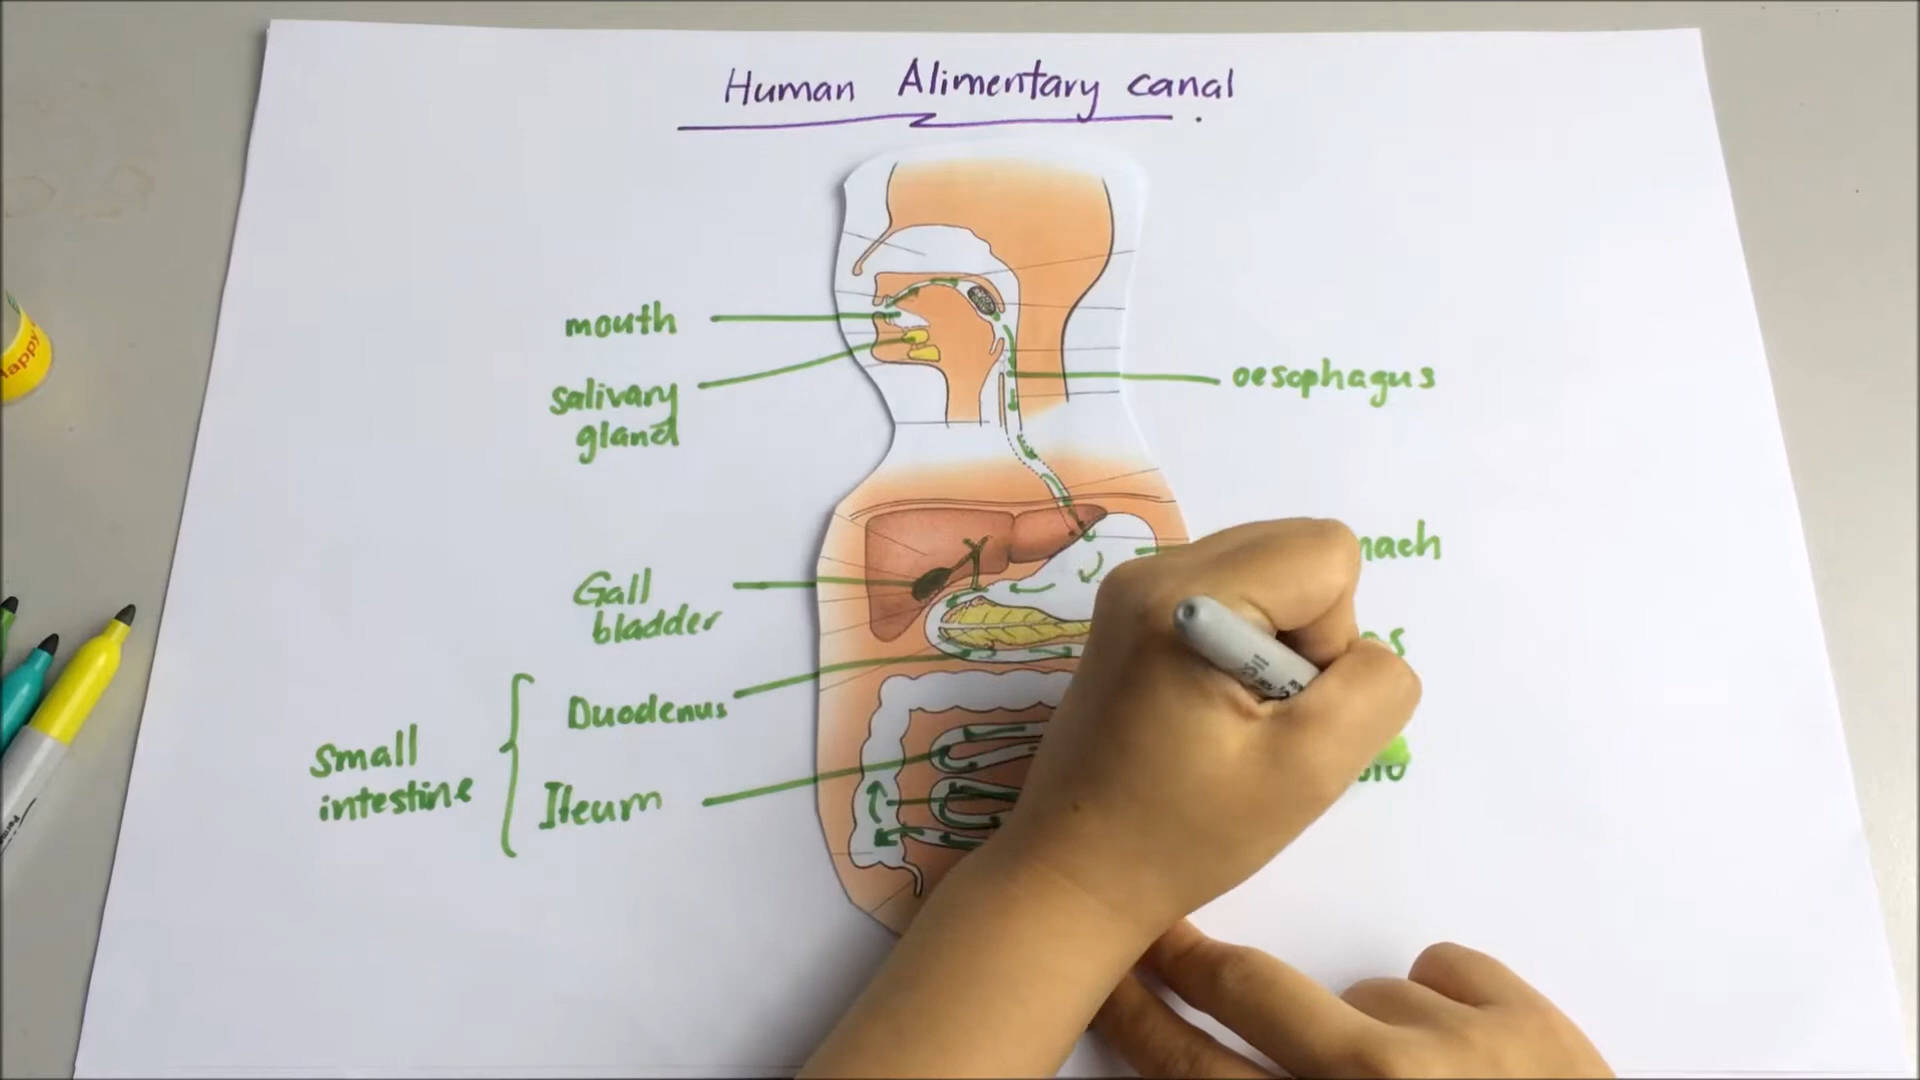 Human Alimentary canal
mouth
salivary
gland
oesophagus
Gall
bladder
Duodenus
Small
intestine
Ileum